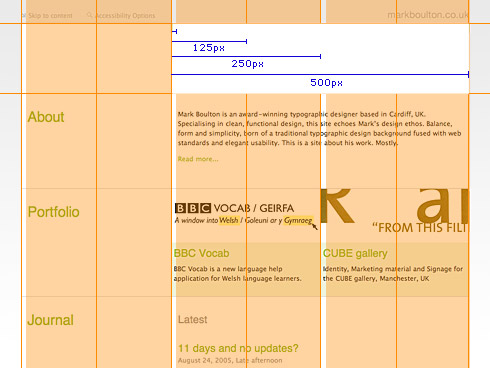 Skip to content
Accessibility Options
markboulton.co.uk
125px
250px
500px
About
Mark Boulton is an award-winning typographic designer based in Cardiff, UK.
Specialising in clean, functional design, this site echoes Mark's design ethos. Balance,
form and simplicity, born of a traditional typographic design background fused with web
standards and elegant usability. This is a site about his work. Mostly.
Read more...
Portfolio
BBC VOCAB / GEIRFA
A window into Welsh / Goleuni ar y Gymraeg
R al
“FROM THIS FILT
BBC Vocab
BBC Vocab is a new language help
application for Welsh language learners.
CUBE gallery
Identity, Marketing material and Signage for
the CUBE gallery, Manchester, UK
Journal
Latest
11 days and no updates?
August 24, 2005, Late afternoon